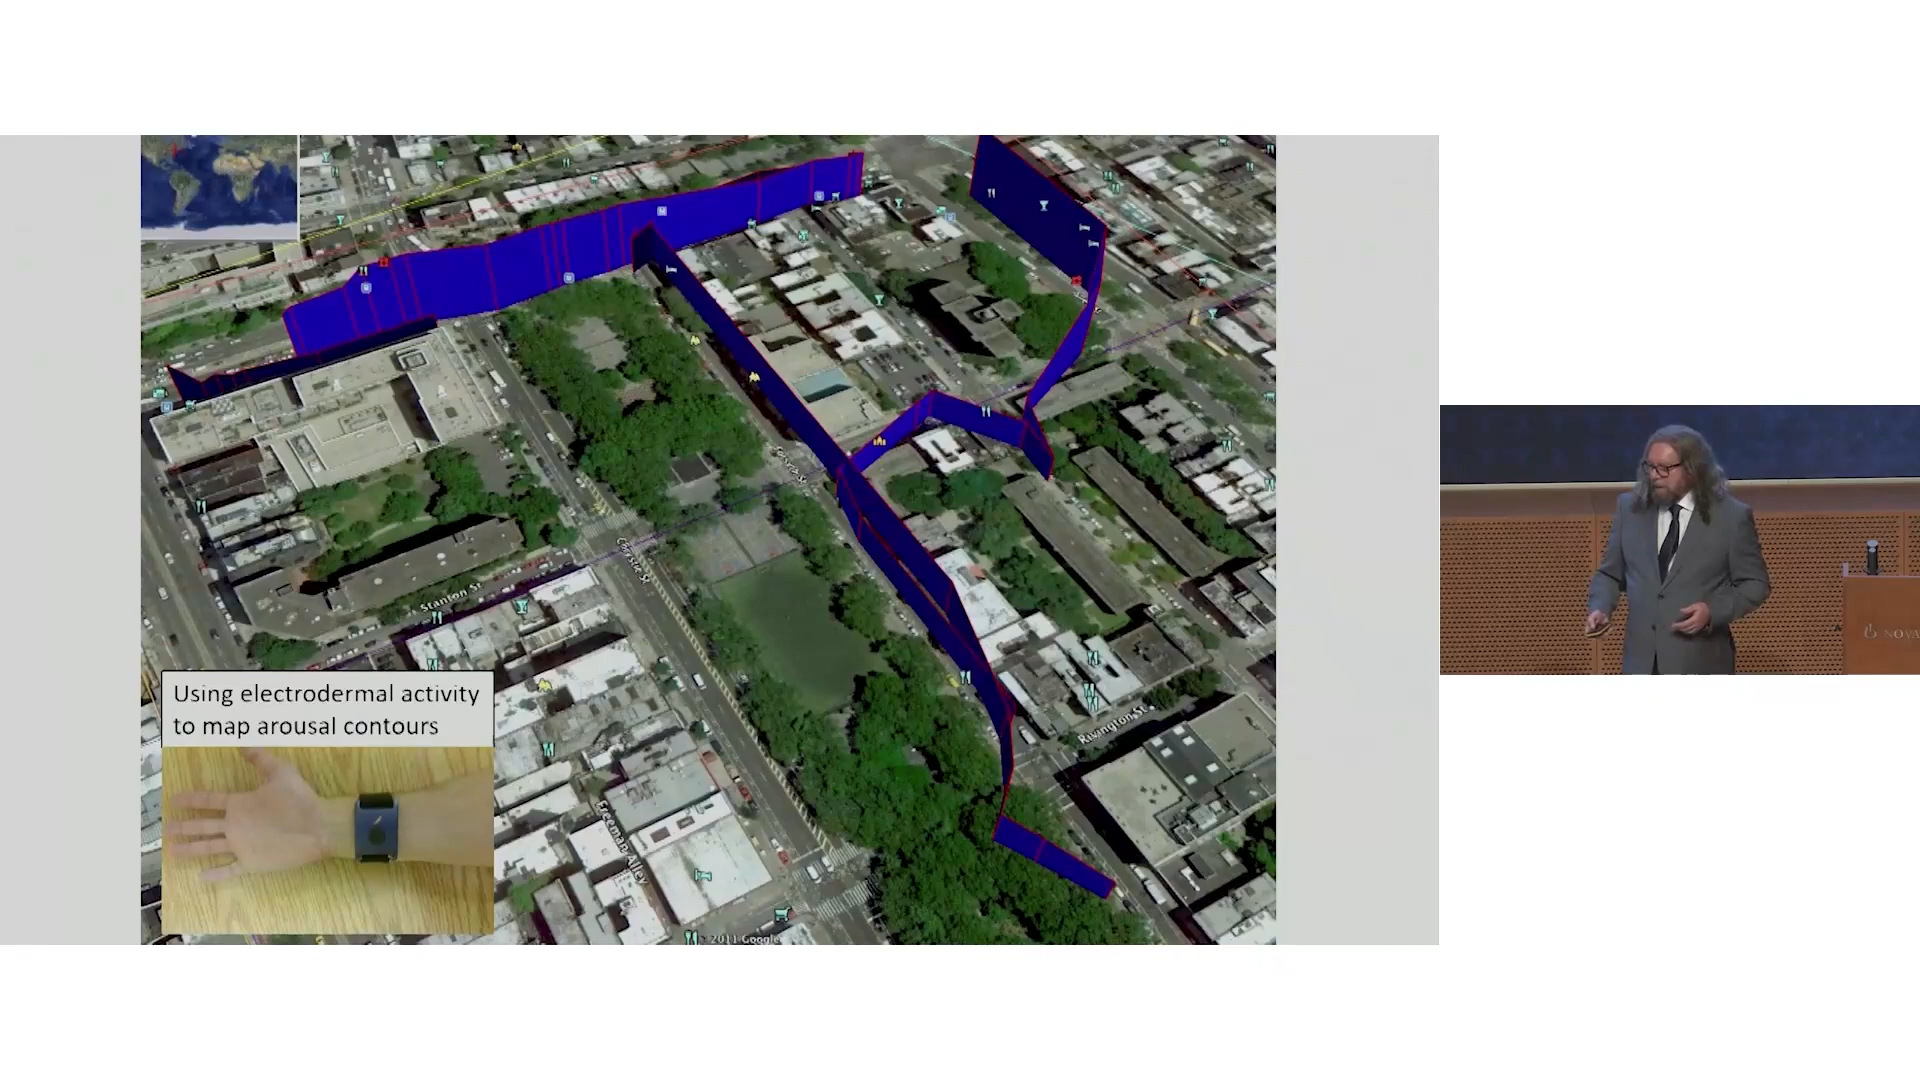 Using electrodermal activity
to map arousal contours
Stanton St
Chrystie St
Forsyth St
Rivington St
Freeman Alley
2011 Google
NOVA